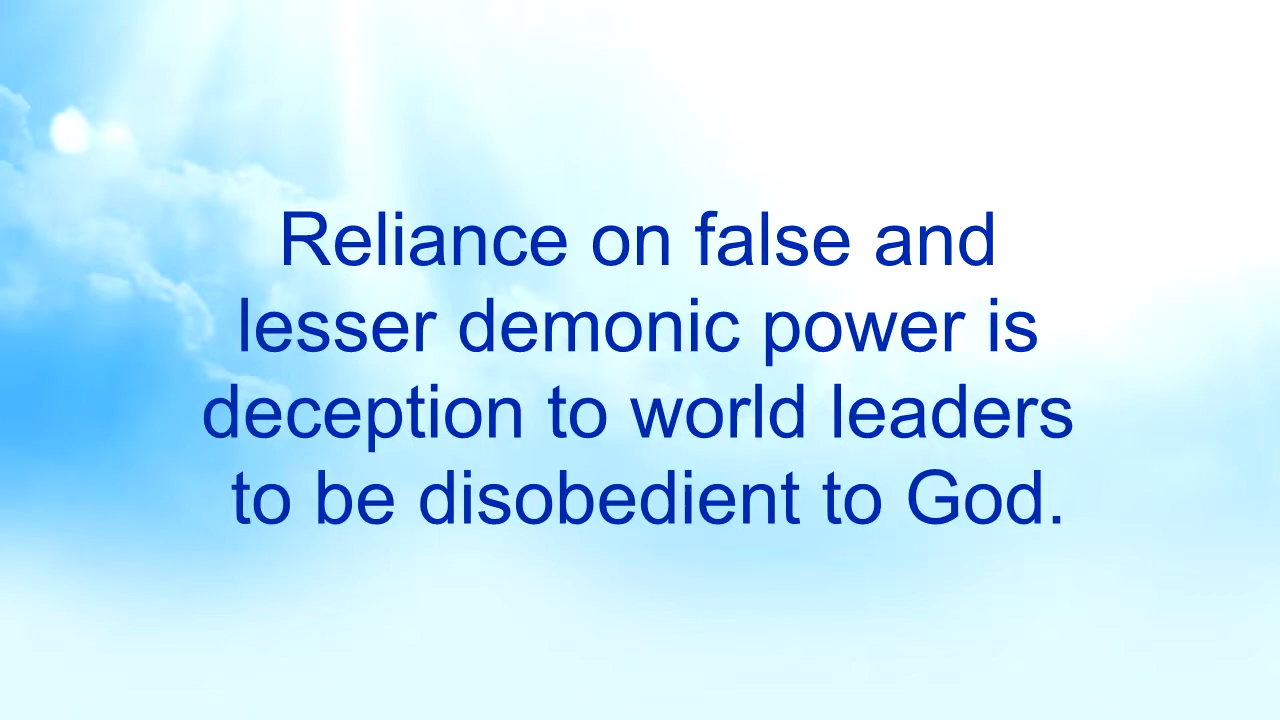 Reliance on false and
lesser demonic power is
deception to world leaders
to be disobedient to God.